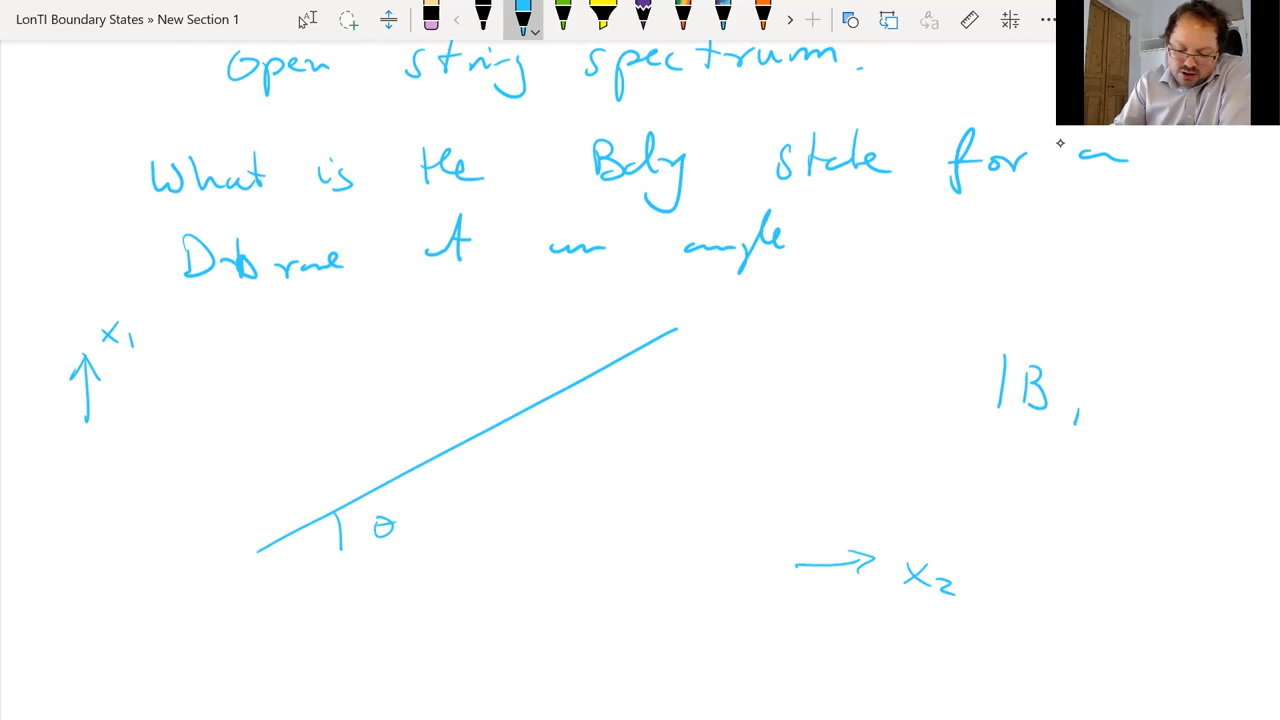 LonTI Boundary States » New Section 1
open string spectrum.
What is the Bdry state for a
Dbrane at an angle
x₁
|B,
θ
→ x₂